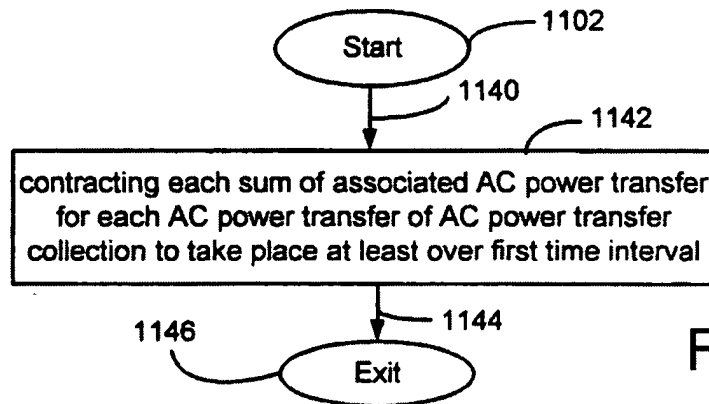 Start
1102
1140
1142
contracting each sum of associated AC power transfer
for each AC power transfer of AC power transfer
collection to take place at least over first time interval
1144
1146
Exit
F